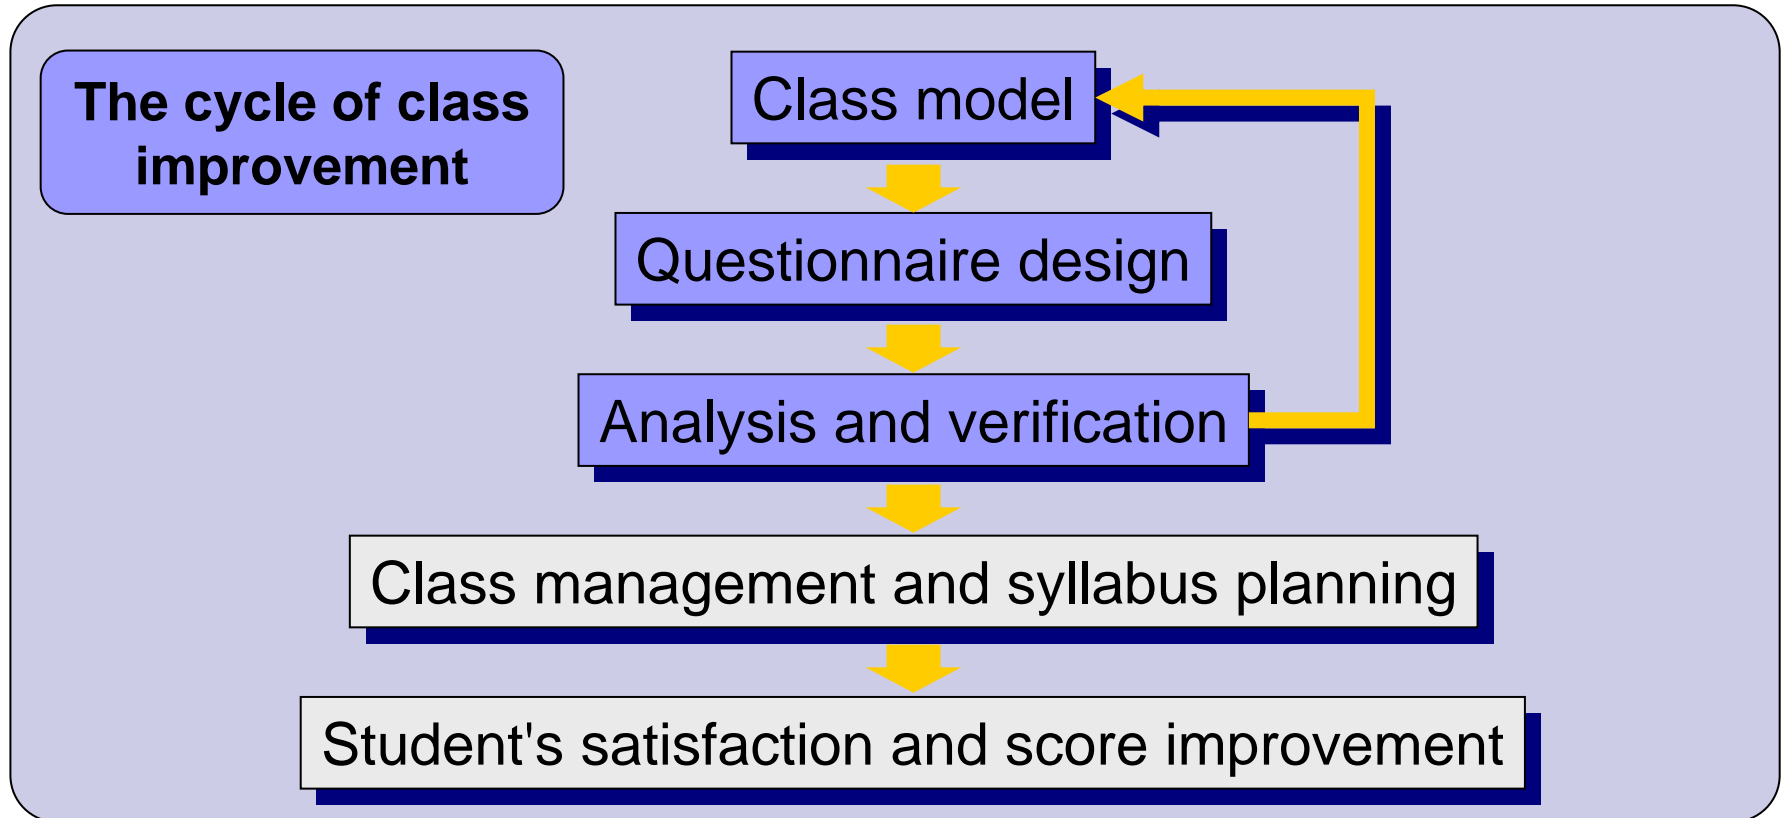 The cycle of class
improvement
Class model
Questionnaire design
Analysis and verification
Class management and syllabus planning
Student's satisfaction and score improvement